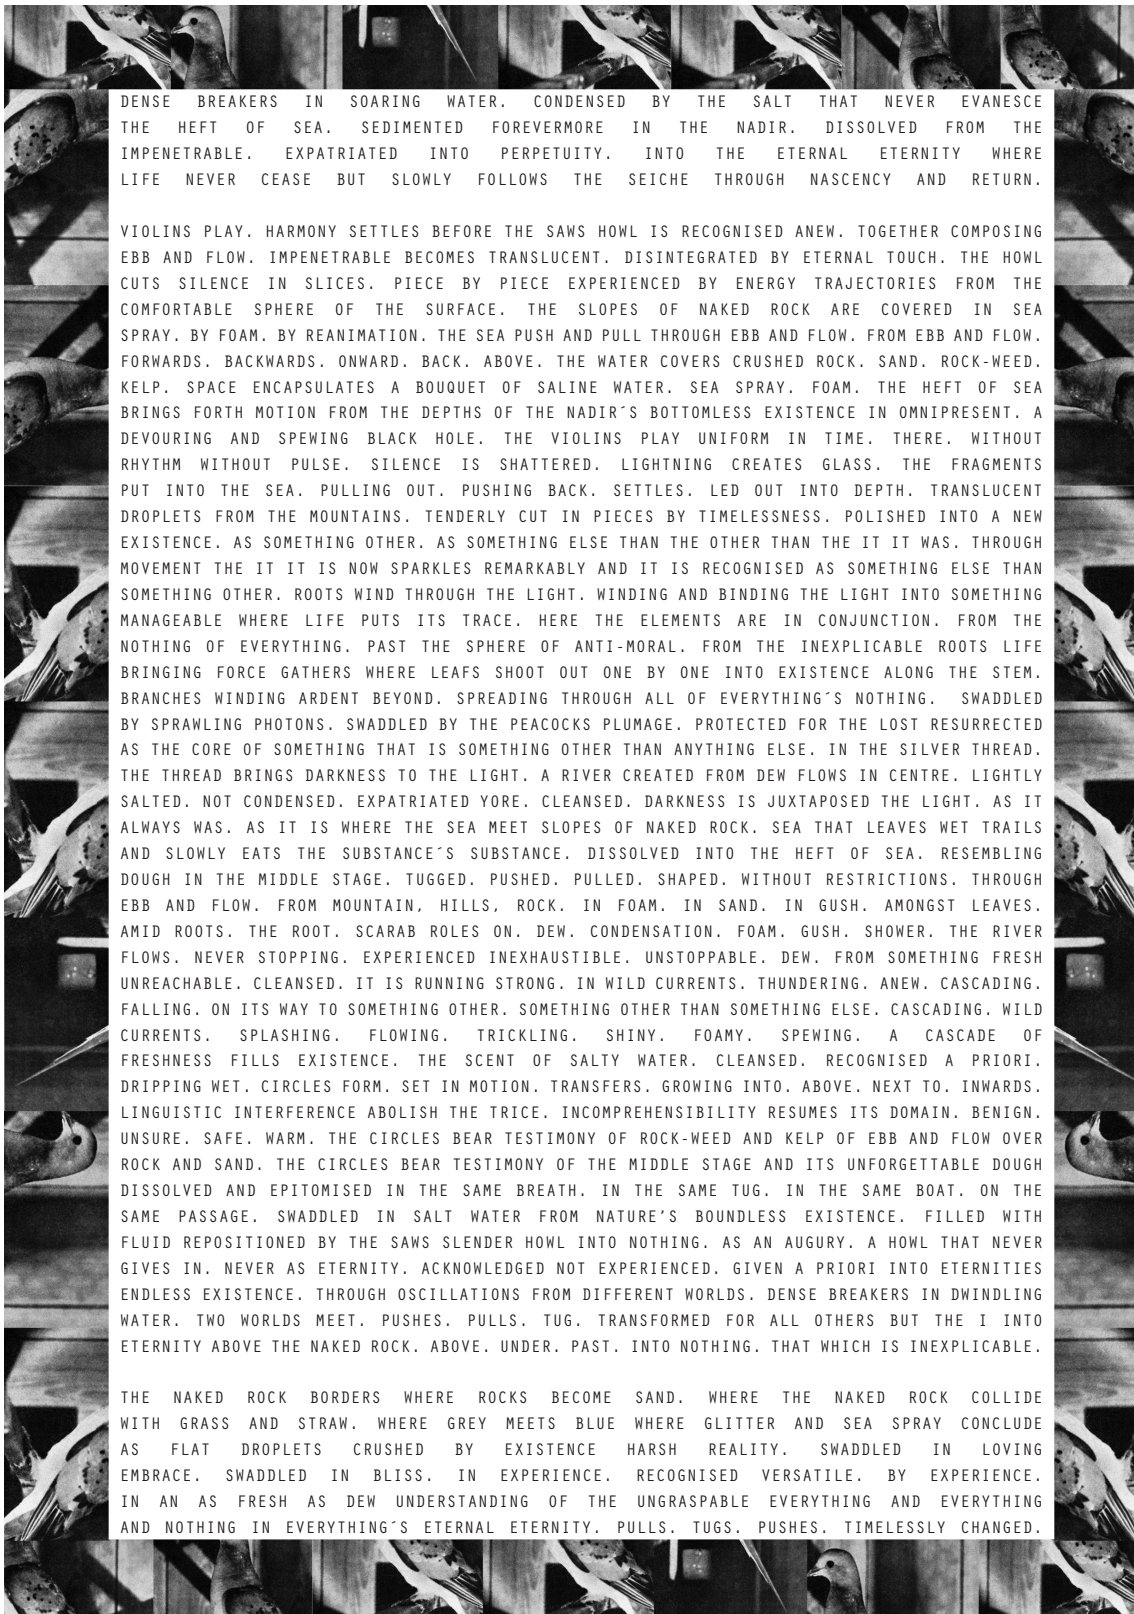 DENSE BREAKERS IN SOARING WATER. CONDENSED BY THE SALT THAT NEVER EVANESCE
THE HEFT OF SEA. SEDIMENTED FOREVERMORE IN THE NADIR. DISSOLVED FROM THE
IMPENETRABLE. EXPATRIATED INTO PERPETUITY. INTO THE ETERNAL ETERNITY WHERE
LIFE NEVER CEASE BUT SLOWLY FOLLOWS THE SEICHE THROUGH NASCENCY AND RETURN.

VIOLINS PLAY. HARMONY SETTLES BEFORE THE SAWS HOWL IS RECOGNISED ANEW. TOGETHER COMPOSING
EBB AND FLOW. IMPENETRABLE BECOMES TRANSLUCENT. DISINTEGRATED BY ETERNAL TOUCH. THE HOWL
CUTS SILENCE IN SLICES. PIECE BY PIECE EXPERIENCED BY ENERGY TRAJECTORIES FROM THE
COMFORTABLE SPHERE OF THE SURFACE. THE SLOPES OF NAKED ROCK ARE COVERED IN SEA
SPRAY. BY FOAM. BY REANIMATION. THE SEA PUSH AND PULL THROUGH EBB AND FLOW. FROM EBB AND FLOW.
FORWARDS. BACKWARDS. ONWARD. BACK. ABOVE. THE WATER COVERS CRUSHED ROCK. SAND. ROCK-WEED.
KELP. SPACE ENCAPSULATES A BOUQUET OF SALINE WATER. SEA SPRAY. FOAM. THE HEFT OF SEA
BRINGS FORTH MOTION FROM THE DEPTHS OF THE NADIR´S BOTTOMLESS EXISTENCE IN OMNIPRESENT. A
DEVOURING AND SPEWING BLACK HOLE. THE VIOLINS PLAY UNIFORM IN TIME. THERE. WITHOUT
RHYTHM WITHOUT PULSE. SILENCE IS SHATTERED. LIGHTNING CREATES GLASS. THE FRAGMENTS
PUT INTO THE SEA. PULLING OUT. PUSHING BACK. SETTLES. LED OUT INTO DEPTH. TRANSLUCENT
DROPLETS FROM THE MOUNTAINS. TENDERLY CUT IN PIECES BY TIMELESSNESS. POLISHED INTO A NEW
EXISTENCE. AS SOMETHING OTHER. AS SOMETHING ELSE THAN THE OTHER THAN THE IT IT WAS. THROUGH
MOVEMENT THE IT IT IS NOW SPARKLES REMARKABLY AND IT IS RECOGNISED AS SOMETHING ELSE THAN
SOMETHING OTHER. ROOTS WIND THROUGH THE LIGHT. WINDING AND BINDING THE LIGHT INTO SOMETHING
MANAGEABLE WHERE LIFE PUTS ITS TRACE. HERE THE ELEMENTS ARE IN CONJUNCTION. FROM THE
NOTHING OF EVERYTHING. PAST THE SPHERE OF ANTI-MORAL. FROM THE INEXPLICABLE ROOTS LIFE
BRINGING FORCE GATHERS WHERE LEAFS SHOOT OUT ONE BY ONE INTO EXISTENCE ALONG THE STEM.
BRANCHES WINDING ARDENT BEYOND. SPREADING THROUGH ALL OF EVERYTHING´S NOTHING. SWADDLED
BY SPRAWLING PHOTONS. SWADDLED BY THE PEACOCKS PLUMAGE. PROTECTED FOR THE LOST RESURRECTED
AS THE CORE OF SOMETHING THAT IS SOMETHING OTHER THAN ANYTHING ELSE. IN THE SILVER THREAD.
THE THREAD BRINGS DARKNESS TO THE LIGHT. A RIVER CREATED FROM DEW FLOWS IN CENTRE. LIGHTLY
SALTED. NOT CONDENSED. EXPATRIATED YORE. CLEANSED. DARKNESS IS JUXTAPOSED THE LIGHT. AS IT
ALWAYS WAS. AS IT IS WHERE THE SEA MEET SLOPES OF NAKED ROCK. SEA THAT LEAVES WET TRAILS
AND SLOWLY EATS THE SUBSTANCE´S SUBSTANCE. DISSOLVED INTO THE HEFT OF SEA. RESEMBLING
DOUGH IN THE MIDDLE STAGE. TUGGED. PUSHED. PULLED. SHAPED. WITHOUT RESTRICTIONS. THROUGH
EBB AND FLOW. FROM MOUNTAIN, HILLS, ROCK. IN FOAM. IN SAND. IN GUSH. AMONGST LEAVES.
AMID ROOTS. THE ROOT. SCARAB ROLES ON. DEW. CONDENSATION. FOAM. GUSH. SHOWER. THE RIVER
FLOWS. NEVER STOPPING. EXPERIENCED INEXHAUSTIBLE. UNSTOPPABLE. DEW. FROM SOMETHING FRESH
UNREACHABLE. CLEANSED. IT IS RUNNING STRONG. IN WILD CURRENTS. THUNDERING. ANEW. CASCADING.
FALLING. ON ITS WAY TO SOMETHING OTHER. SOMETHING OTHER THAN SOMETHING ELSE. CASCADING. WILD
CURRENTS. SPLASHING. FLOWING. TRICKLING. SHINY. FOAMY. SPEWING. A CASCADE OF
FRESHNESS FILLS EXISTENCE. THE SCENT OF SALTY WATER. CLEANSED. RECOGNISED A PRIORI.
DRIPPING WET. CIRCLES FORM. SET IN MOTION. TRANSFERS. GROWING INTO. ABOVE. NEXT TO. INWARDS.
LINGUISTIC INTERFERENCE ABOLISH THE TRICE. INCOMPREHENSIBILITY RESUMES ITS DOMAIN. BENIGN.
UNSURE. SAFE. WARM. THE CIRCLES BEAR TESTIMONY OF ROCK-WEED AND KELP OF EBB AND FLOW OVER
ROCK AND SAND. THE CIRCLES BEAR TESTIMONY OF THE MIDDLE STAGE AND ITS UNFORGETTABLE DOUGH
DISSOLVED AND EPITOMISED IN THE SAME BREATH. IN THE SAME TUG. IN THE SAME BOAT. ON THE
SAME PASSAGE. SWADDLED IN SALT WATER FROM NATURE’S BOUNDLESS EXISTENCE. FILLED WITH
FLUID REPOSITIONED BY THE SAWS SLENDER HOWL INTO NOTHING. AS AN AUGURY. A HOWL THAT NEVER
GIVES IN. NEVER AS ETERNITY. ACKNOWLEDGED NOT EXPERIENCED. GIVEN A PRIORI INTO ETERNITIES
ENDLESS EXISTENCE. THROUGH OSCILLATIONS FROM DIFFERENT WORLDS. DENSE BREAKERS IN DWINDLING
WATER. TWO WORLDS MEET. PUSHES. PULLS. TUG. TRANSFORMED FOR ALL OTHERS BUT THE I INTO
ETERNITY ABOVE THE NAKED ROCK. ABOVE. UNDER. PAST. INTO NOTHING. THAT WHICH IS INEXPLICABLE.

THE NAKED ROCK BORDERS WHERE ROCKS BECOME SAND. WHERE THE NAKED ROCK COLLIDE
WITH GRASS AND STRAW. WHERE GREY MEETS BLUE WHERE GLITTER AND SEA SPRAY CONCLUDE
AS FLAT DROPLETS CRUSHED BY EXISTENCE HARSH REALITY. SWADDLED IN LOVING
EMBRACE. SWADDLED IN BLISS. IN EXPERIENCE. RECOGNISED VERSATILE. BY EXPERIENCE.
IN AN AS FRESH AS DEW UNDERSTANDING OF THE UNGRASPABLE EVERYTHING AND EVERYTHING
AND NOTHING IN EVERYTHING´S ETERNAL ETERNITY. PULLS. TUGS. PUSHES. TIMELESSLY CHANGED.